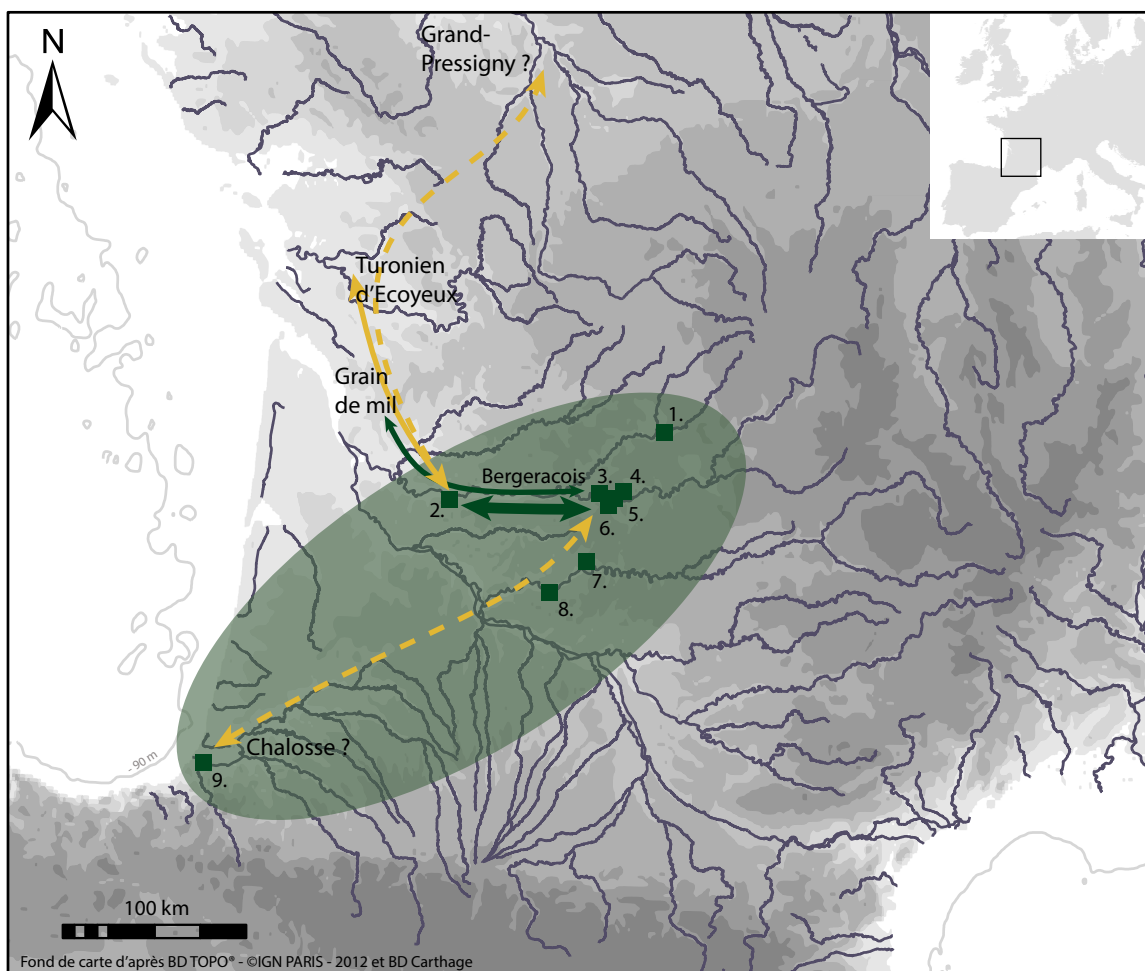 N
Grand-
Pressigny ?
Turonien
d'Ecoyeux
Grain
de mil
1.
Bergeracois
3.
4.
2.
5.
6.
7.
8.
Chalosse ?
9.
- 90 m
100 km
Fond de carte d'après BD TOPO® - ©IGN PARIS - 2012 et BD Carthage